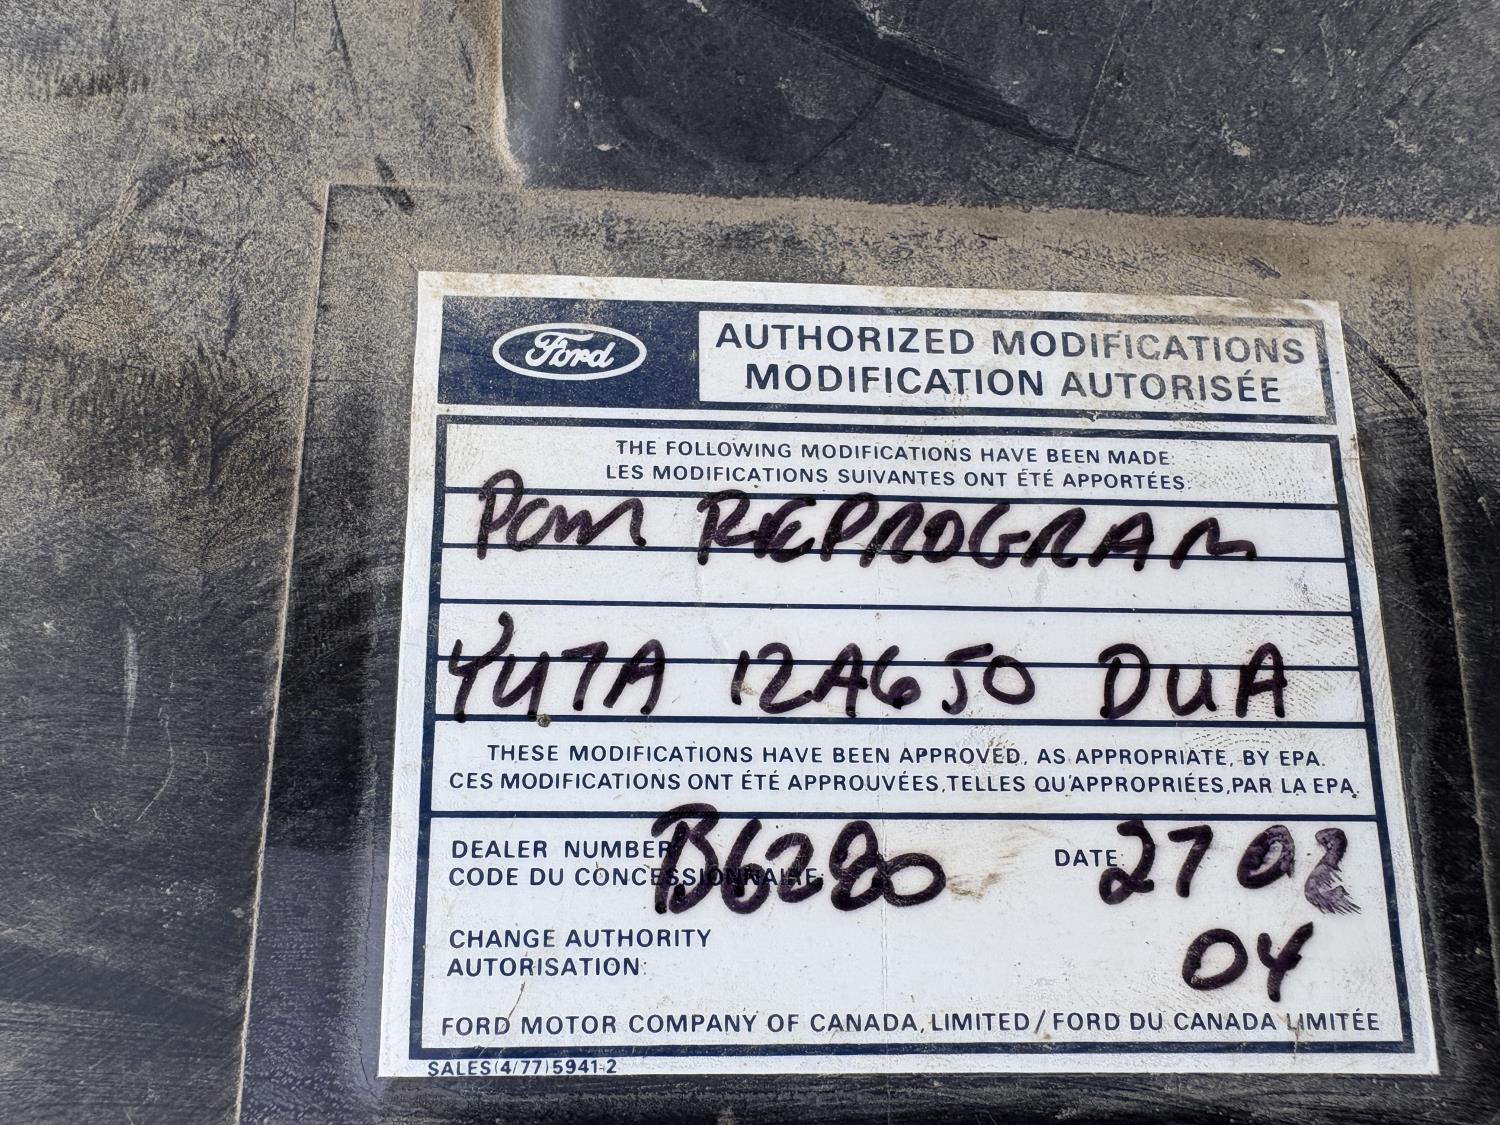 Ford
AUTHORIZED MODIFICATIONS
MODIFICATION AUTORISÉE
THE FOLLOWING MODIFICATIONS HAVE BEEN MADE:
LES MODIFICATIONS SUIVANTES ONT ÉTÉ APPORTÉES:
PCM REPROGRAM
4U7A 12A650 DUA
THESE MODIFICATIONS HAVE BEEN APPROVED, AS APPROPRIATE, BY EPA.
CES MODIFICATIONS ONT ÉTÉ APPROUVÉES, TELLES QU'APPROPRIÉES, PAR LA EPA.
DEALER NUMBER B6280 DATE: 27 02
CODE DU CONCESSIONNAIRE:
CHANGE AUTHORITY 04
AUTORISATION:
FORD MOTOR COMPANY OF CANADA, LIMITED / FORD DU CANADA LIMITÉE
SALES (4/77) 5941-2